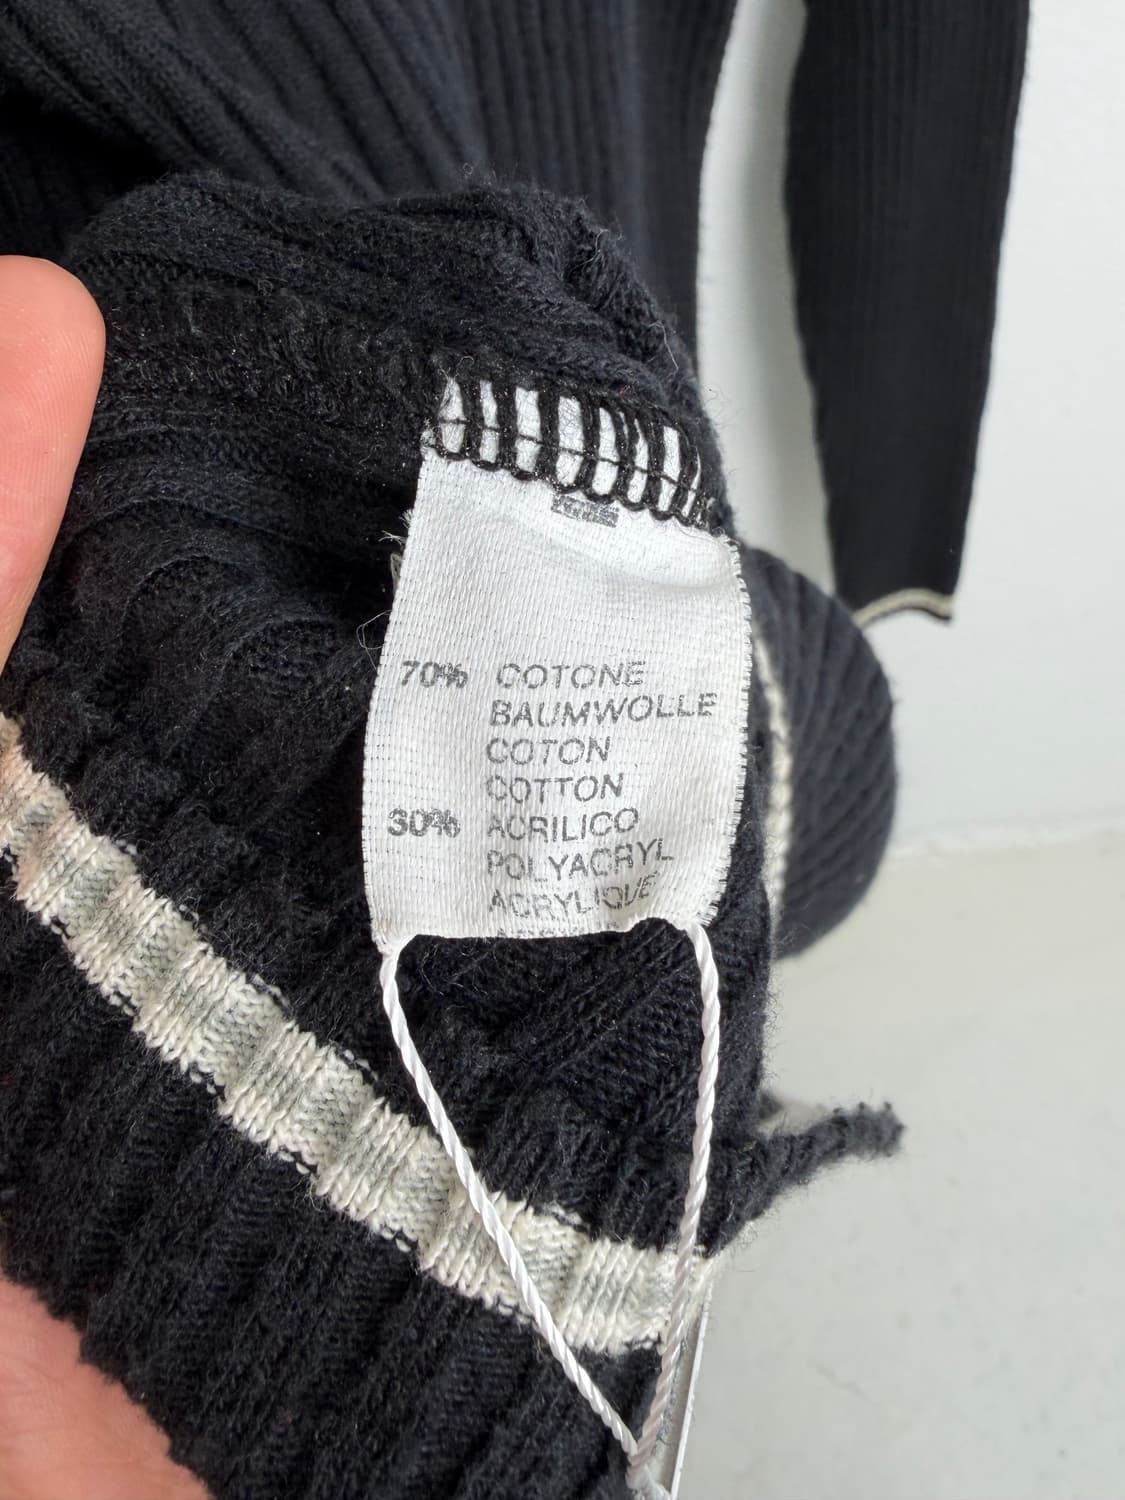 70% COTONE
BAUMWOLLE
COTON
COTTON
30% ACRILICO
POLYACRYL
ACRYLIQUE